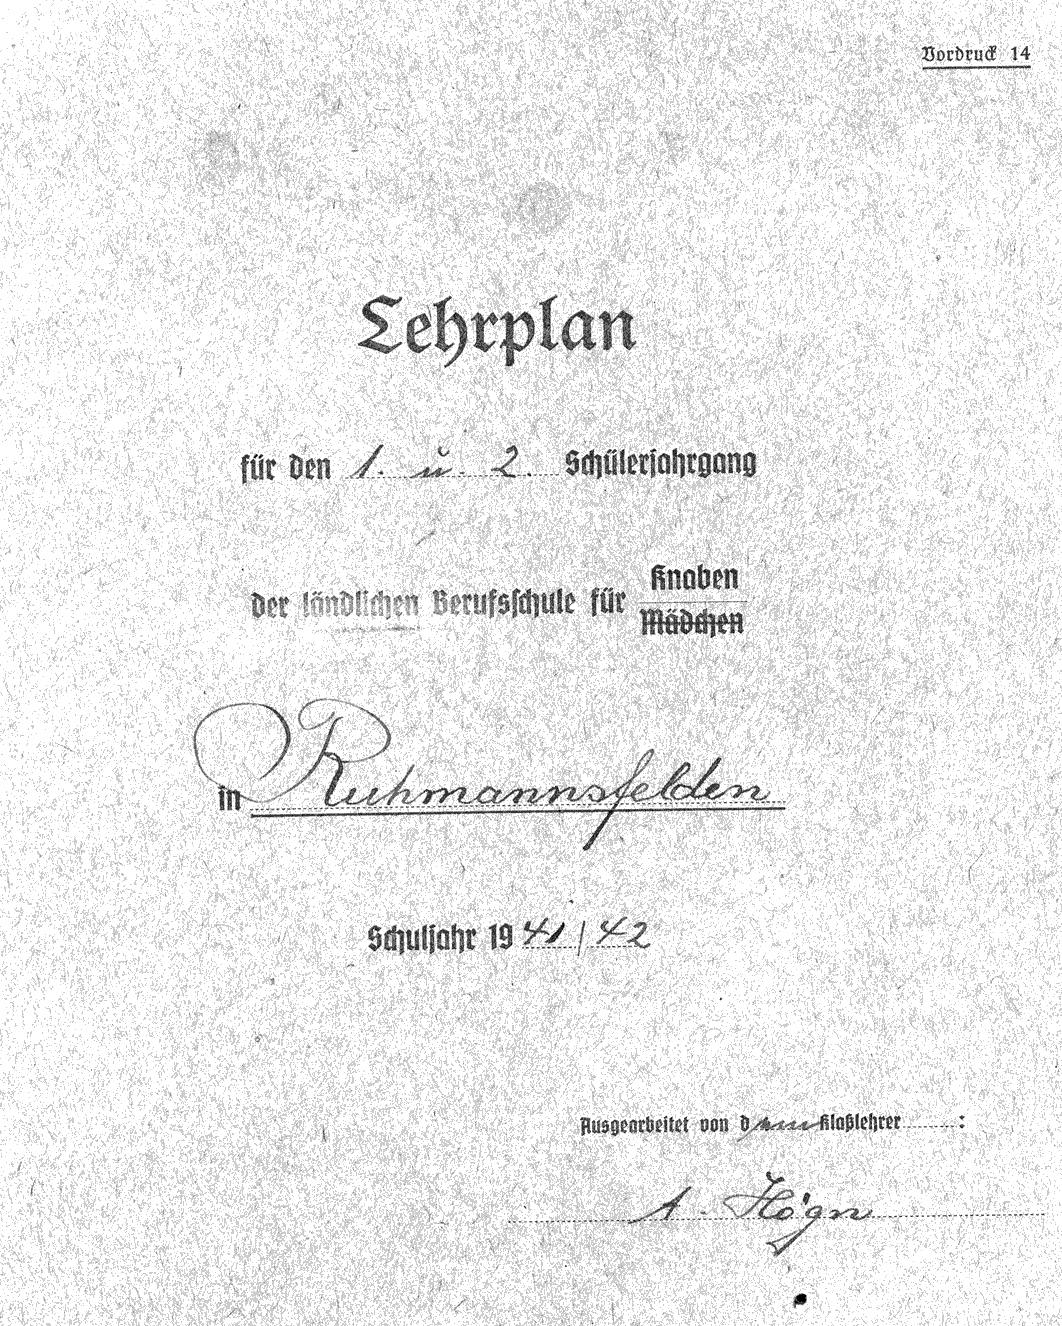 Vordruck 14
Lehrplan
für den 1. u. 2. Schülerjahrgang
der ländlichen Berufsschule für Knaben
Mädchen
in Ruhmannsfelden
Schuljahr 1941/42
Ausgearbeitet von dem Klaßlehrer :
A. Högn